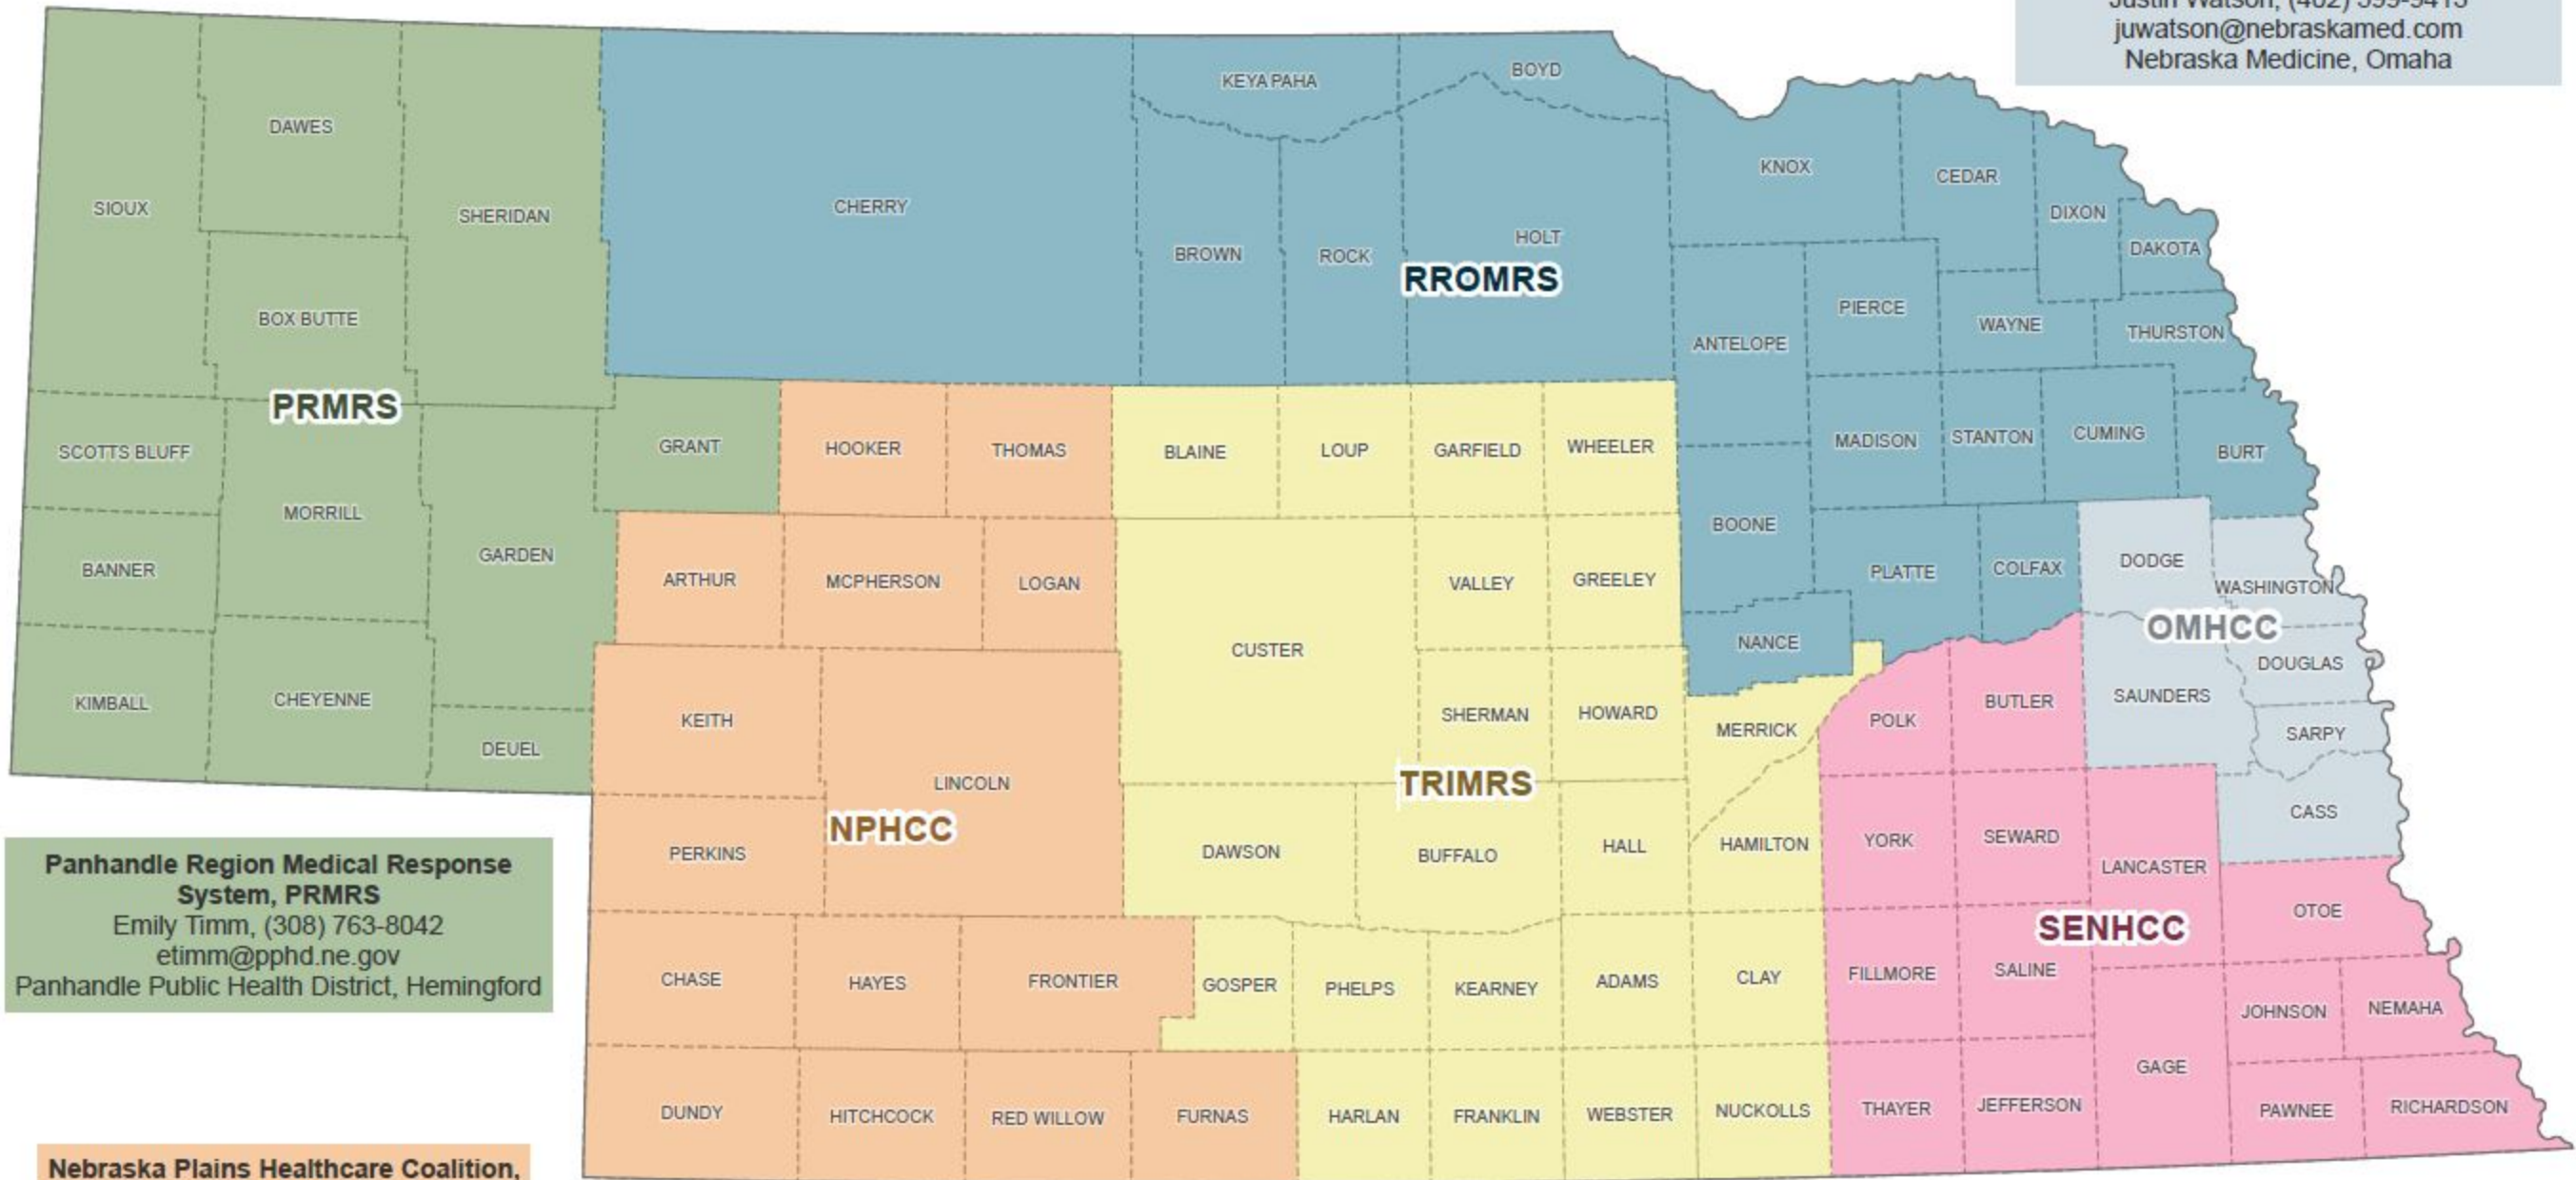 Justin Watson, (402) 599-9413
juwatson@nebraskamed.com
Nebraska Medicine, Omaha
KEYA PAHA
BOYD
DAWES
KNOX
CEDAR
SIOUX
SHERIDAN
CHERRY
DIXON
BROWN
ROCK
HOLT
DAKOTA
RROMRS
BOX BUTTE
PIERCE
WAYNE
THURSTON
ANTELOPE
PRMRS
SCOTTS BLUFF
GRANT
HOOKER
THOMAS
BLAINE
LOUP
GARFIELD
WHEELER
MADISON
STANTON
CUMING
BURT
MORRILL
BOONE
BANNER
GARDEN
ARTHUR
MCPHERSON
LOGAN
VALLEY
GREELEY
PLATTE
COLFAX
DODGE
WASHINGTON
OMHCC
CUSTER
NANCE
DOUGLAS
KIMBALL
CHEYENNE
KEITH
SHERMAN
HOWARD
MERRICK
POLK
BUTLER
SAUNDERS
SARPY
DEUEL
LINCOLN
TRIMRS
CASS
NPHCC
PERKINS
DAWSON
BUFFALO
HALL
HAMILTON
YORK
SEWARD
LANCASTER
OTOE
SENHCC
Panhandle Region Medical Response
System, PRMRS
Emily Timm, (308) 763-8042
etimm@pphd.ne.gov
Panhandle Public Health District, Hemingford
CHASE
HAYES
FRONTIER
GOSPER
PHELPS
KEARNEY
ADAMS
CLAY
FILLMORE
SALINE
JOHNSON
NEMAHA
GAGE
DUNDY
HITCHCOCK
RED WILLOW
FURNAS
HARLAN
FRANKLIN
WEBSTER
NUCKOLLS
THAYER
JEFFERSON
PAWNEE
RICHARDSON
Nebraska Plains Healthcare Coalition,